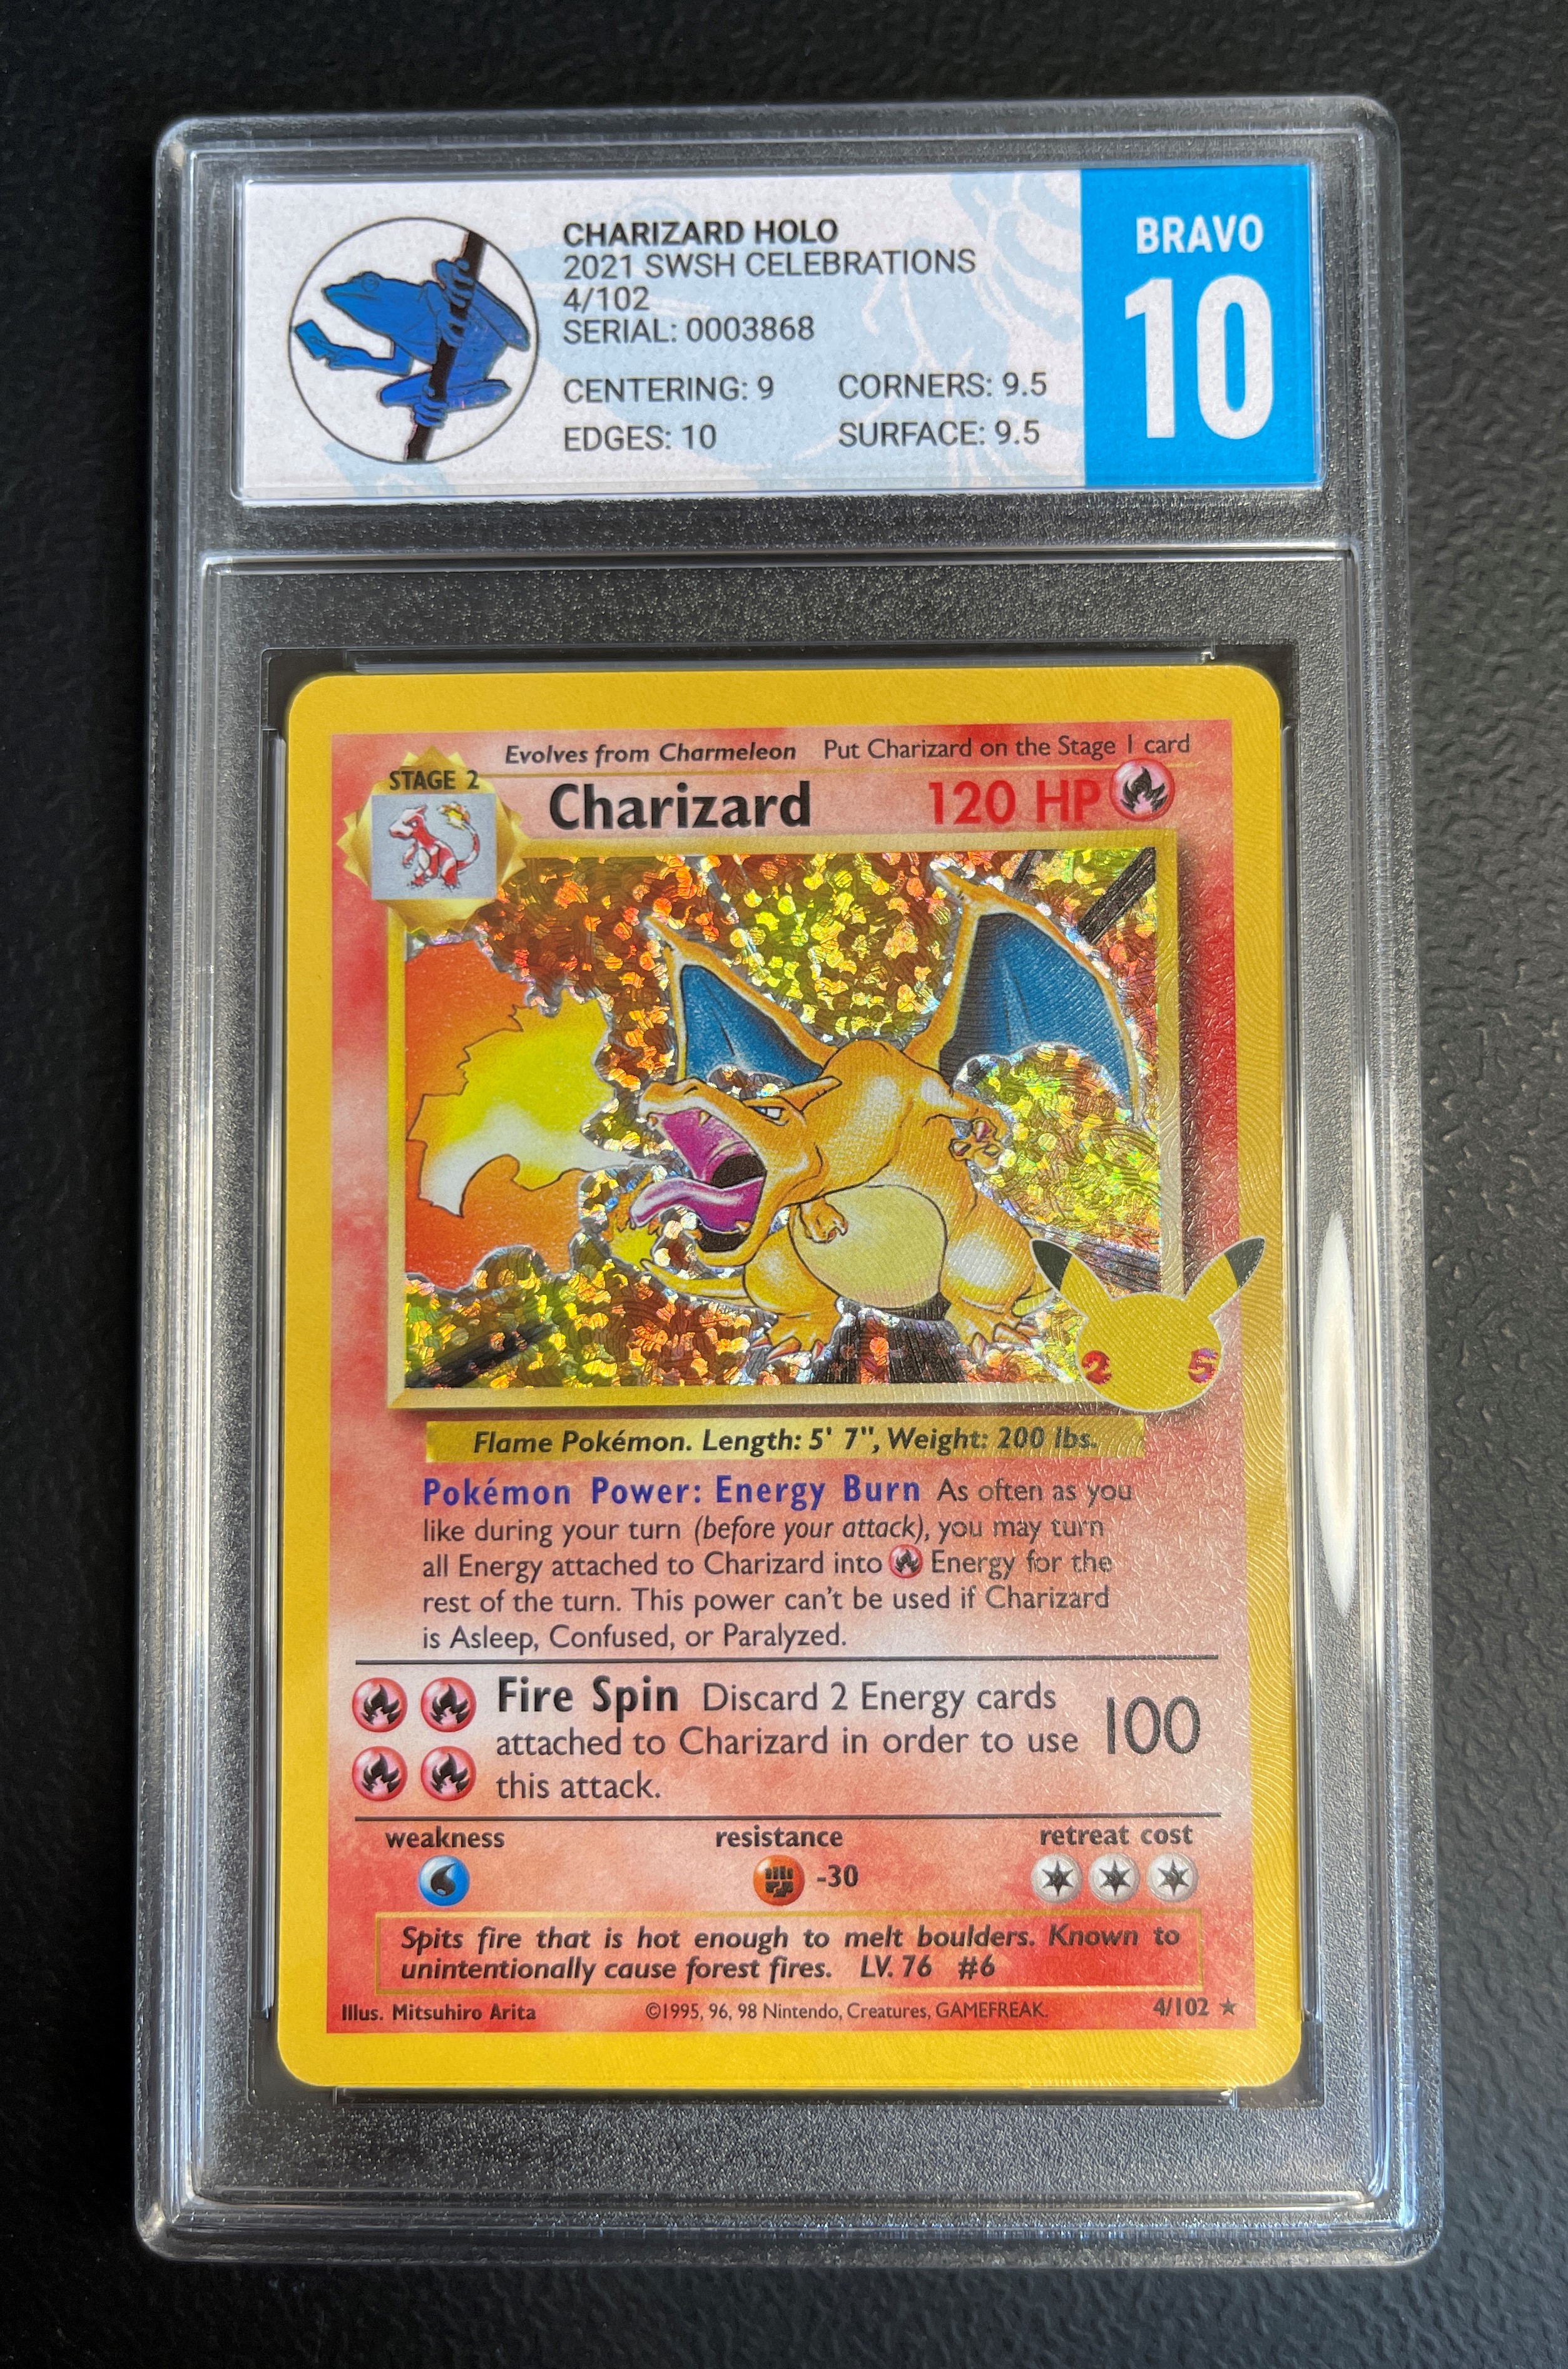 CHARIZARD HOLO
2021 SWSH CELEBRATIONS
4/102
SERIAL: 0003868
CENTERING: 9 CORNERS: 9.5
EDGES: 10 SURFACE: 9.5
BRAVO
10
Evolves from Charmeleon Put Charizard on the Stage 1 card
STAGE 2
Charizard 120 HP
2 5
Flame Pokémon. Length: 5' 7", Weight: 200 lbs.
Pokémon Power: Energy Burn As often as you
like during your turn (before your attack), you may turn
all Energy attached to Charizard into Energy for the
rest of the turn. This power can't be used if Charizard
is Asleep, Confused, or Paralyzed.
Fire Spin Discard 2 Energy cards
attached to Charizard in order to use 100
this attack.
weakness resistance retreat cost
-30
Spits fire that is hot enough to melt boulders. Known to
unintentionally cause forest fires. LV. 76 #6
Illus. Mitsuhiro Arita ©1995, 96, 98 Nintendo, Creatures, GAMEFREAK. 4/102 ★